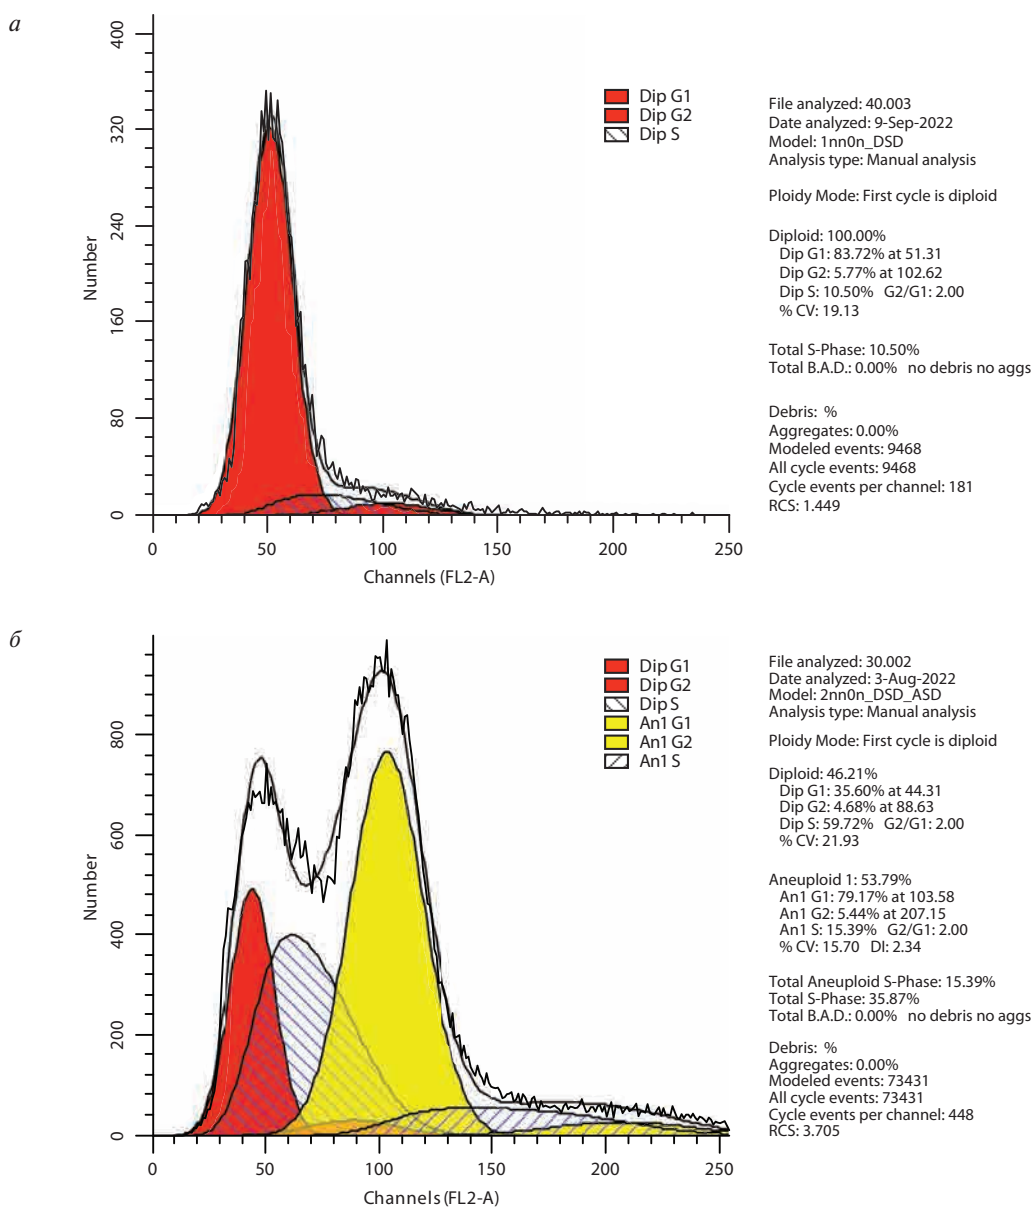 а
400
320
240
160
80
0
Number
0 50 100 150 200 250
Channels (FL2-A)
Dip G1
Dip G2
Dip S
File analyzed: 40.003
Date analyzed: 9-Sep-2022
Model: 1nn0n_DSD
Analysis type: Manual analysis
Ploidy Mode: First cycle is diploid
Diploid: 100.00%
Dip G1: 83.72% at 51.31
Dip G2: 5.77% at 102.62
Dip S: 10.50% G2/G1: 2.00
% CV: 19.13
Total S-Phase: 10.50%
Total B.A.D.: 0.00% no debris no aggs
Debris: %
Aggregates: 0.00%
Modeled events: 9468
All cycle events: 9468
Cycle events per channel: 181
RCS: 1.449
б
800
600
400
200
0
Number
0 50 100 150 200 250
Channels (FL2-A)
Dip G1
Dip G2
Dip S
An1 G1
An1 G2
An1 S
File analyzed: 30.002
Date analyzed: 3-Aug-2022
Model: 2nn0n_DSD_ASD
Analysis type: Manual analysis
Ploidy Mode: First cycle is diploid
Diploid: 46.21%
Dip G1: 35.60% at 44.31
Dip G2: 4.68% at 88.63
Dip S: 59.72% G2/G1: 2.00
% CV: 21.93
Aneuploid 1: 53.79%
An1 G1: 79.17% at 103.58
An1 G2: 5.44% at 207.15
An1 S: 15.39% G2/G1: 2.00
% CV: 15.70 DI: 2.34
Total Aneuploid S-Phase: 15.39%
Total S-Phase: 35.87%
Total B.A.D.: 0.00% no debris no aggs
Debris: %
Aggregates: 0.00%
Modeled events: 73431
All cycle events: 73431
Cycle events per channel: 448
RCS: 3.705